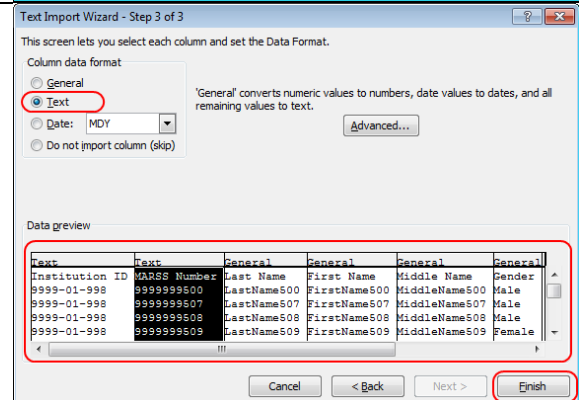 Text Import Wizard - Step 3 of 3
This screen lets you select each column and set the Data Format.
Column data format
General
Text
Date: MDY
Do not import column (skip)
'General' converts numeric values to numbers, date values to dates, and all
remaining values to text.
Advanced...
Data preview
Text Text General General General General
Institution ID MARSS Number Last Name First Name Middle Name Gender
9999-01-998 9999999500 LastName500 FirstName500 MiddleName500 Male
9999-01-998 9999999507 LastName507 FirstName507 MiddleName507 Male
9999-01-998 9999999508 LastName508 FirstName508 MiddleName508 Male
9999-01-998 9999999509 LastName509 FirstName509 MiddleName509 Female
Cancel < Back Next > Finish